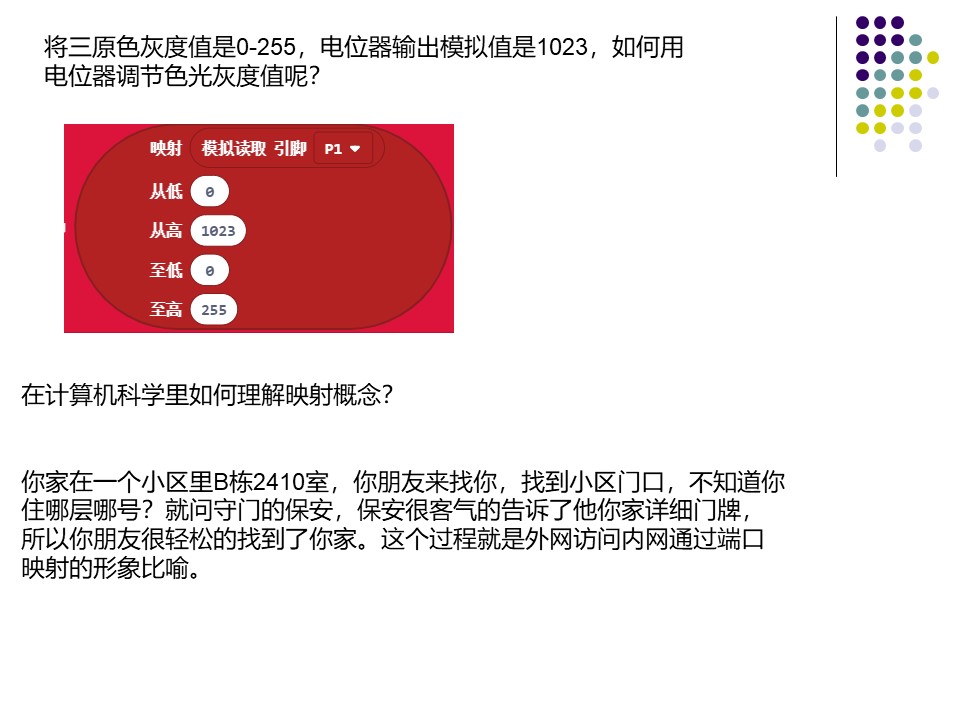 将三原色灰度值是0-255，电位器输出模拟值是1023，如何用
电位器调节色光灰度值呢？
映射 模拟读取 引脚 P1
从低 0
从高 1023
至低 0
至高 255
在计算机科学里如何理解映射概念？
你家在一个小区里B栋2410室，你朋友来找你，找到小区门口，不知道你
住哪层哪号？就问守门的保安，保安很客气的告诉了他你家详细门牌，
所以你朋友很轻松的找到了你家。这个过程就是外网访问内网通过端口
映射的形象比喻。